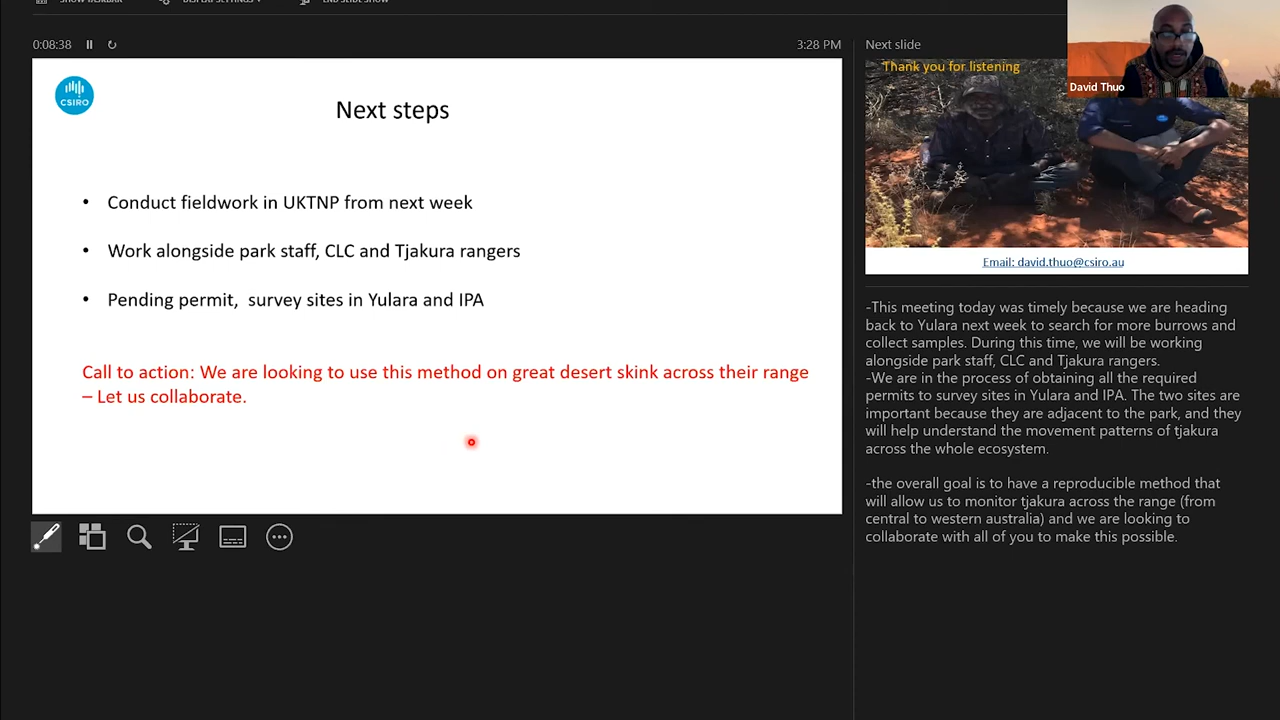 0:08:38
3:28 PM
CSIRO
Next steps
• Conduct fieldwork in UKTNP from next week
• Work alongside park staff, CLC and Tjakura rangers
• Pending permit,  survey sites in Yulara and IPA
Call to action: We are looking to use this method on great desert skink across their range
– Let us collaborate.
Next slide
Thank you for listening
David Thuo
Email: david.thuo@csiro.au
-This meeting today was timely because we are heading
back to Yulara next week to search for more burrows and
collect samples. During this time, we will be working
alongside park staff, CLC and Tjakura rangers.
-We are in the process of obtaining all the required
permits to survey sites in Yulara and IPA. The two sites are
important because they are adjacent to the park, and they
will help understand the movement patterns of tjakura
across the whole ecosystem.
-the overall goal is to have a reproducible method that
will allow us to monitor tjakura across the range (from
central to western australia) and we are looking to
collaborate with all of you to make this possible.